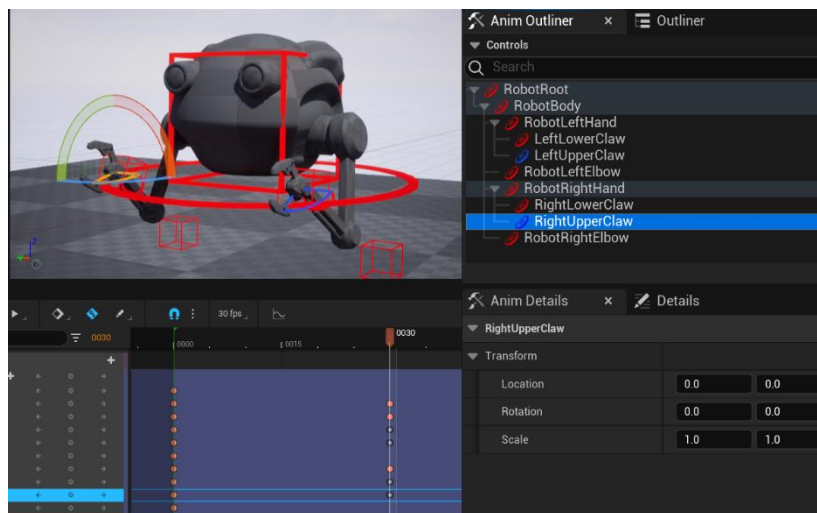 Anim Outliner × Outliner
Controls
Search
RobotRoot
RobotBody
RobotLeftHand
LeftLowerClaw
LeftUpperClaw
RobotLeftElbow
RobotRightHand
RightLowerClaw
RightUpperClaw
RobotRightElbow
Z
Y
30 fps
0030
0000
0015
0030
Anim Details × Details
RightUpperClaw
Transform
Location 0.0 0.0
Rotation 0.0 0.0
Scale 1.0 1.0